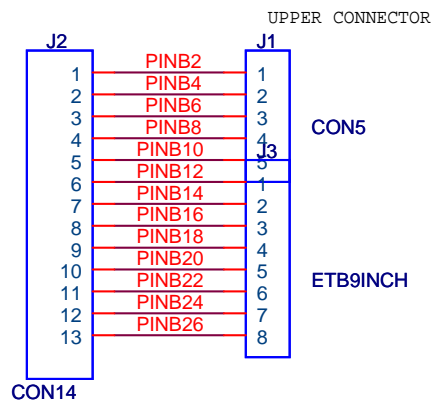 UPPER CONNECTOR
J2 J1
1 PINB2 1
2 PINB4 2
3 PINB6 3
4 PINB8 4
CON5
J3
5 PINB10 5
6 PINB12 1
7 PINB14 2
8 PINB16 3
9 PINB18 4
10 PINB20 5
ETB9INCH
11 PINB22 6
12 PINB24 7
13 PINB26 8
CON14